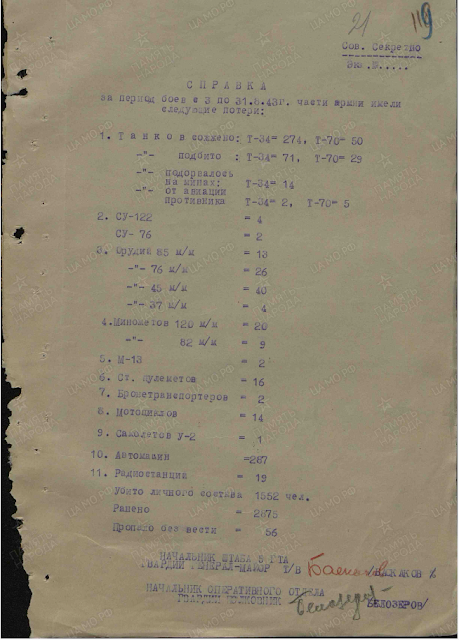 21
119
Сов. Секретно
Экз.№.....
СПРАВКА
за период боев с 3 по 31.8.43г. части армии имели
следующие потери:
1. Танков сожжено: Т-34= 274, Т-70= 50
-"- подбито : Т-34= 71, Т-70= 29
-"- подорвалось
на минах: Т-34= 14
-"- от авиации
противника Т-34= 2, Т-70= 5
2. СУ-122 = 4
СУ- 76 = 2
3. Орудий 85 м/м = 13
-"- 76 м/м = 26
-"- 45 м/м = 40
-"- 37 м/м = 4
4.Минометов 120 м/м = 20
-"- 82 м/м = 9
5. М-13 = 2
6. Ст. пулеметов = 16
7. Бронетранспортеров = 2
8. Мотоциклов = 14
9. Самолетов У-2 = 1
10. Автомашин =287
11. Радиостанций = 19
Убито личного состава 1552 чел.
Ранено = 2875
Пропало без вести = 56
НАЧАЛЬНИК ШТАБА 5 ГТА
ГВАРДИИ ГЕНЕРАЛ-МАЙОР Т/В
НАЧАЛЬНИК ОПЕРАТИВНОГО ОТДЕЛА
ГВАРДИИ ПОЛКОВНИК БЕЛОЗЕРОВ/
ЦАМО.РФ